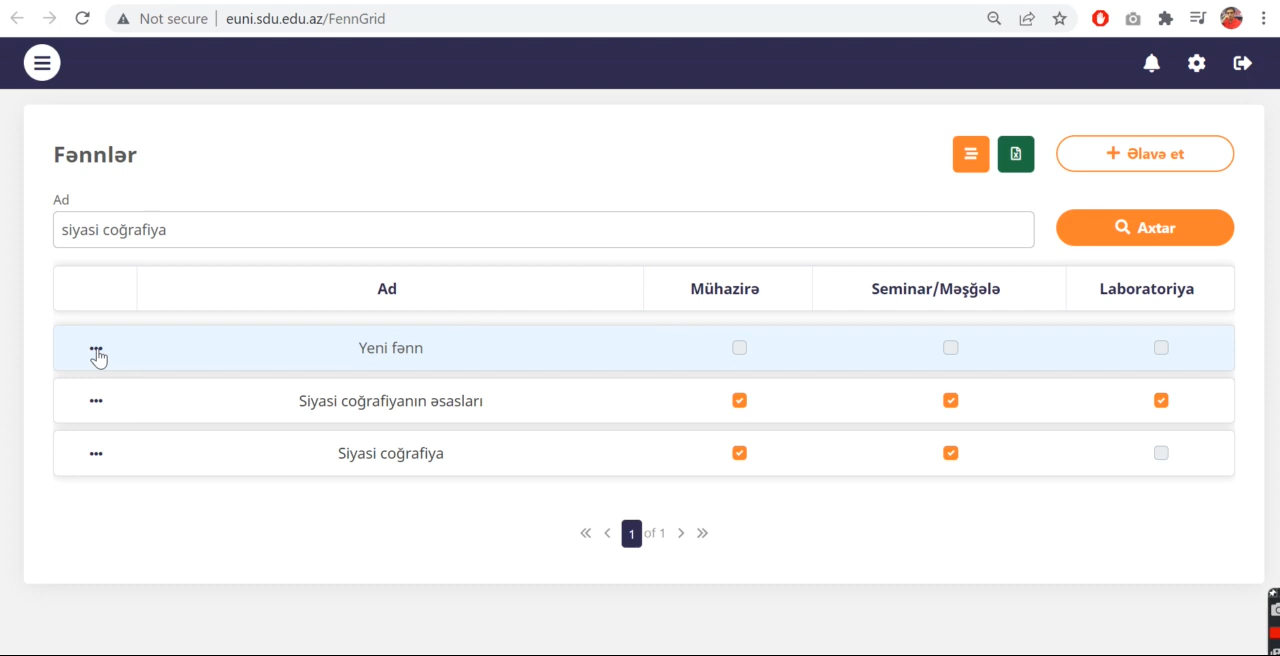 Not secure | euni.sdu.edu.az/FennGrid
Fənnlər
+ Əlavə et
Ad
siyasi coğrafiya
Axtar
Ad Mühazirə Seminar/Məşğələ Laboratoriya
Yeni fənn
Siyasi coğrafiyanın əsasları
Siyasi coğrafiya
« ‹ 1 of 1 › »